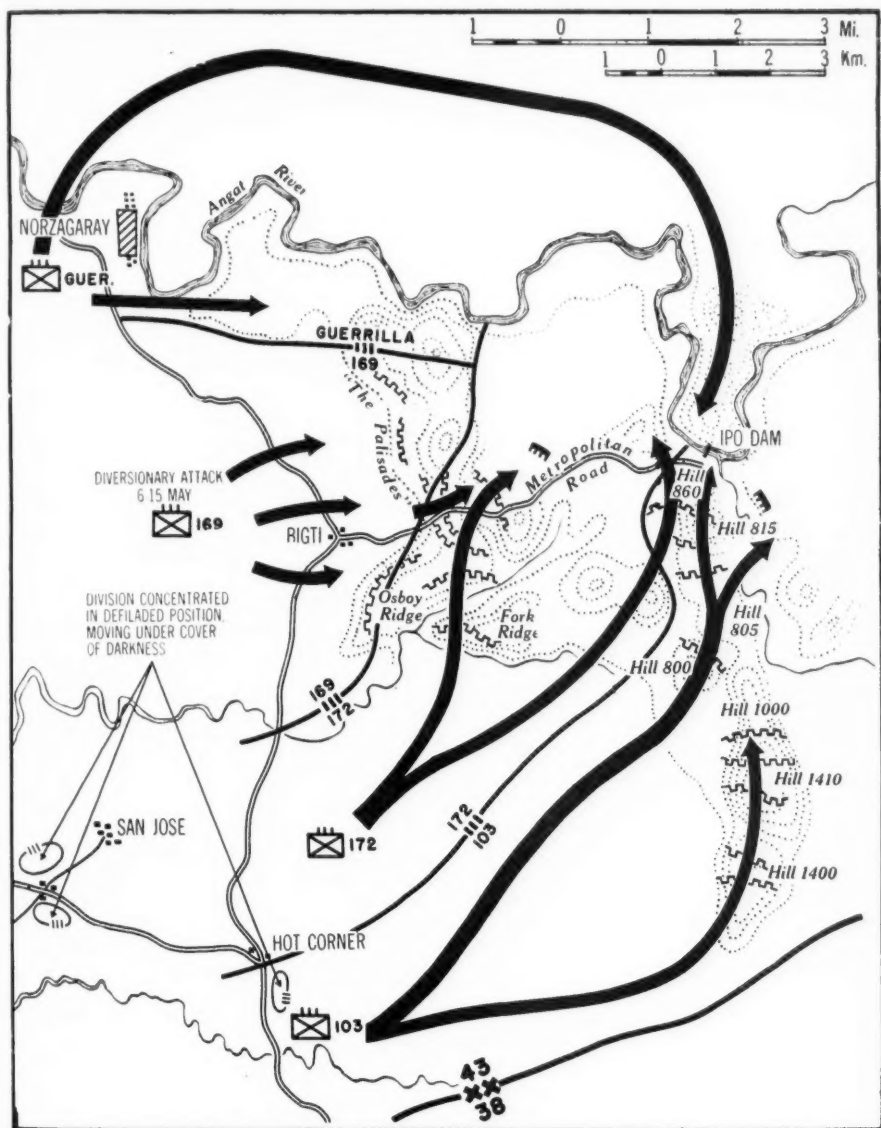 1 0 1 2 3 Mi.
1 0 1 2 3 Km.
Angat River
NORZAGARAY
GUER.
GUERRILLA
169
The Palisades
IPO DAM
Metropolitan Road
Hill 860
DIVERSIONARY ATTACK
6 15 MAY
169
RIGTI
Hill 815
DIVISION CONCENTRATED
IN DEFILADED POSITION
MOVING UNDER COVER
OF DARKNESS
Osboy
Ridge
Fork
Ridge
Hill 805
Hill 800
169
172
Hill 1000
Hill 1410
SAN JOSE
172
172
103
Hill 1400
HOT CORNER
103
43
XX
38